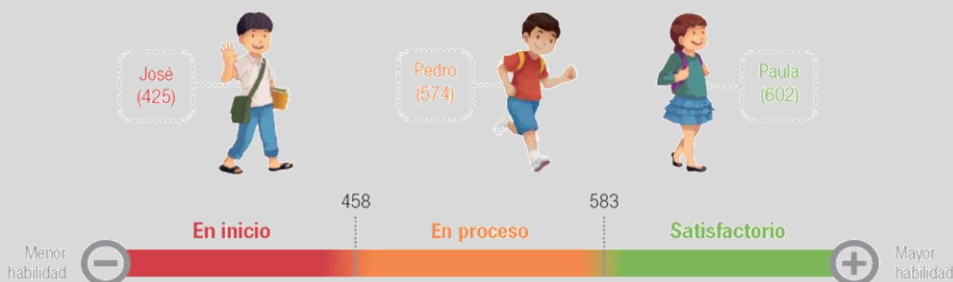 José
(425)
Pedro
(574)
Paula
(602)
458
583
En inicio
En proceso
Satisfactorio
Menor
habilidad
Mayor
habilidad